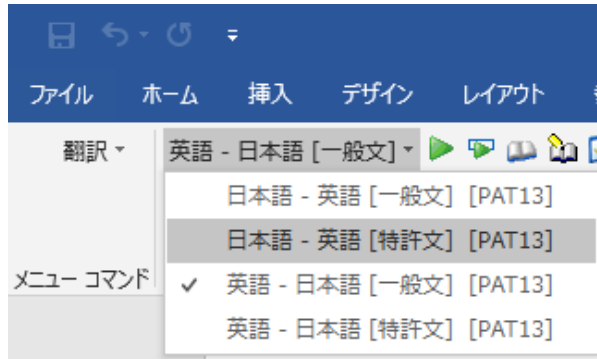 ファイル ホーム 挿入 デザイン レイアウト
翻訳 英語 - 日本語 [一般文]
日本語 - 英語 [一般文] [PAT13]
日本語 - 英語 [特許文] [PAT13]
メニュー コマンド
英語 - 日本語 [一般文] [PAT13]
英語 - 日本語 [特許文] [PAT13]